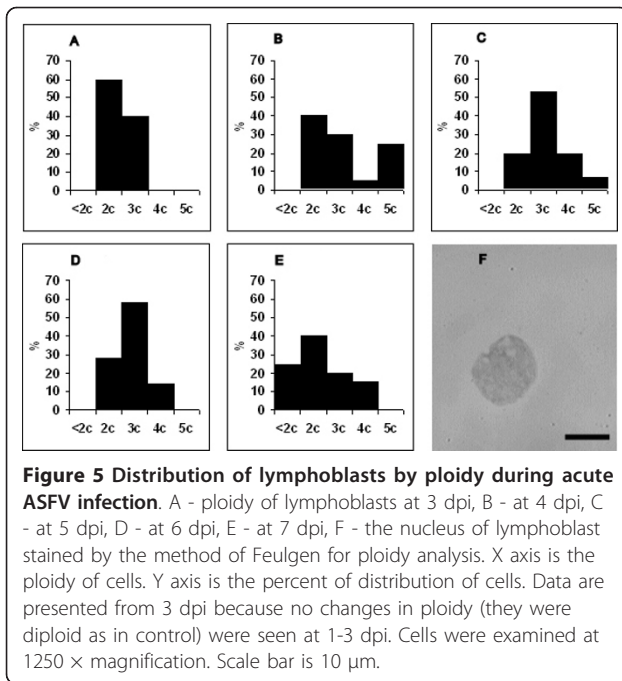 A
70
60
50
40
30
20
10
0
%
<2c 2c 3c 4c 5c
B
70
60
50
40
30
20
10
0
%
<2c 2c 3c 4c 5c
C
70
60
50
40
30
20
10
0
%
<2c 2c 3c 4c 5c
D
70
60
50
40
30
20
10
0
%
<2c 2c 3c 4c 5c
E
70
60
50
40
30
20
10
0
%
<2c 2c 3c 4c 5c
F
Figure 5 Distribution of lymphoblasts by ploidy during acute
ASFV infection. A - ploidy of lymphoblasts at 3 dpi, B - at 4 dpi, C
- at 5 dpi, D - at 6 dpi, E - at 7 dpi, F - the nucleus of lymphoblast
stained by the method of Feulgen for ploidy analysis. X axis is the
ploidy of cells. Y axis is the percent of distribution of cells. Data are
presented from 3 dpi because no changes in ploidy (they were
diploid as in control) were seen at 1-3 dpi. Cells were examined at
1250 × magnification. Scale bar is 10 μm.